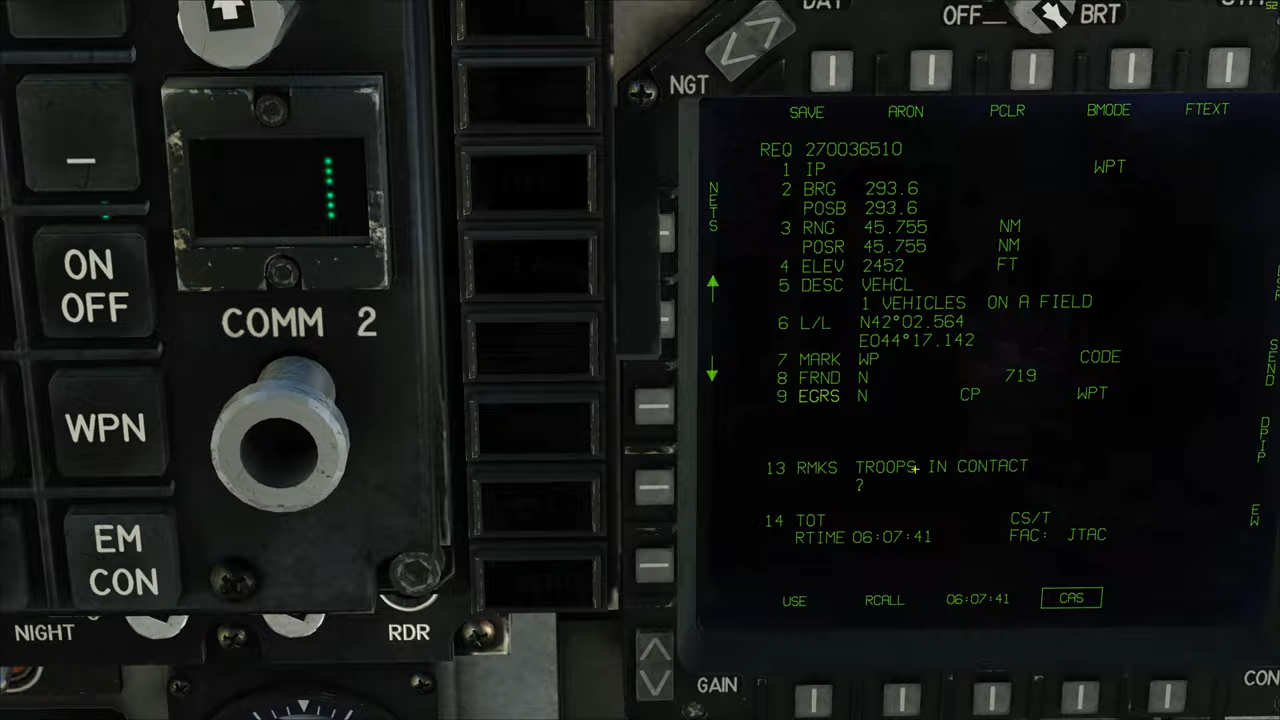 DAY
OFF
BRT
52
NGT
SAVE ARON PCLR BMODE FTEXT
REQ 270036510
1 IP WPT
2 BRG 293.6
POSB 293.6
3 RNG 45.755 NM
POSR 45.755 NM
4 ELEV 2452 FT
5 DESC VEHCL
1 VEHICLES ON A FIELD
6 L/L N42°02.564
E044°17.142
7 MARK WP CODE
8 FRND N 719
9 EGRS N CP WPT
13 RMKS TROOPS IN CONTACT
?
14 TOT CS/T
RTIME 06:07:41 FAC: JTAC
USE RCALL 06:07:41 CAS
NETS
SEND
DPIP
EW
ON
OFF
COMM 2
WPN
EM
CON
NIGHT
RDR
GAIN
CON